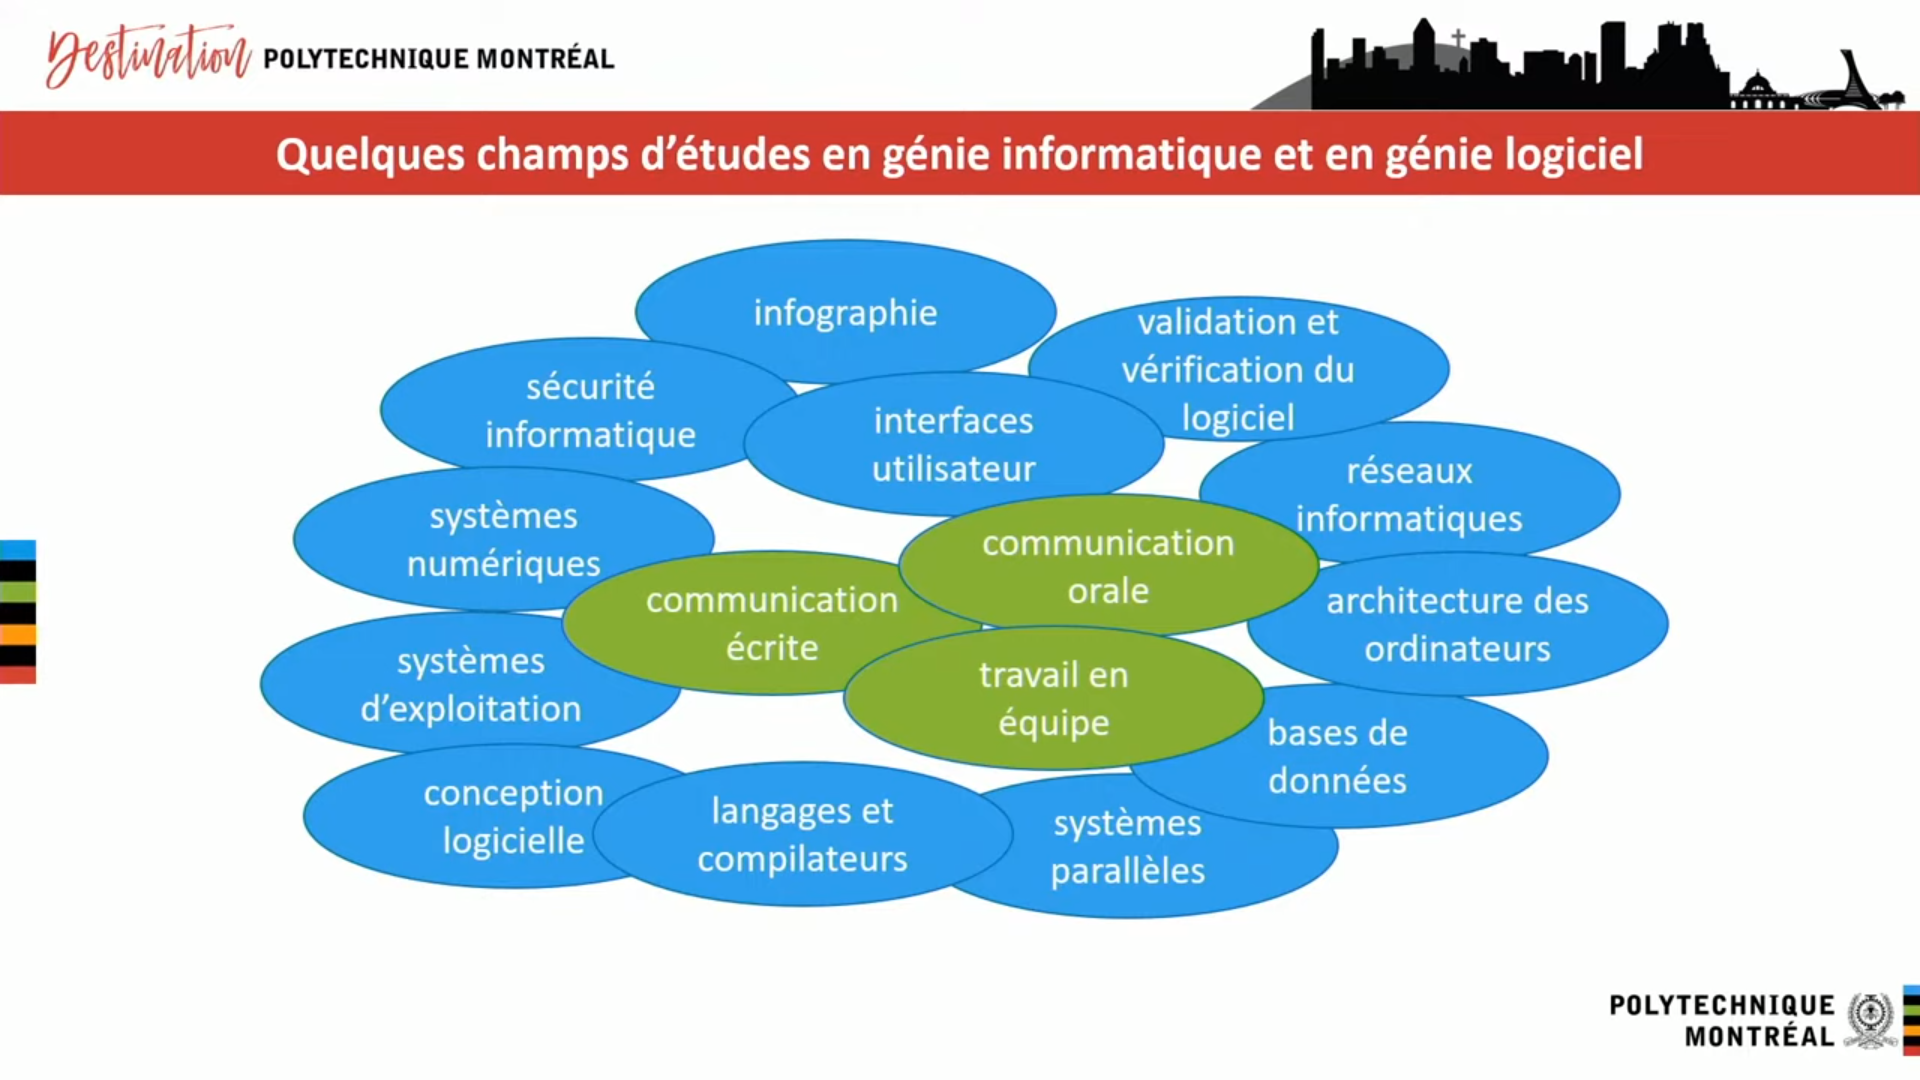 Destination POLYTECHNIQUE MONTRÉAL
Quelques champs d’études en génie informatique et en génie logiciel
infographie
validation et
vérification du
logiciel
sécurité
informatique
interfaces
utilisateur
réseaux
informatiques
systèmes
numériques
communication
orale
communication
écrite
architecture des
ordinateurs
systèmes
d’exploitation
travail en
équipe
bases de
données
conception
logicielle
langages et
compilateurs
systèmes
parallèles
POLYTECHNIQUE
MONTRÉAL